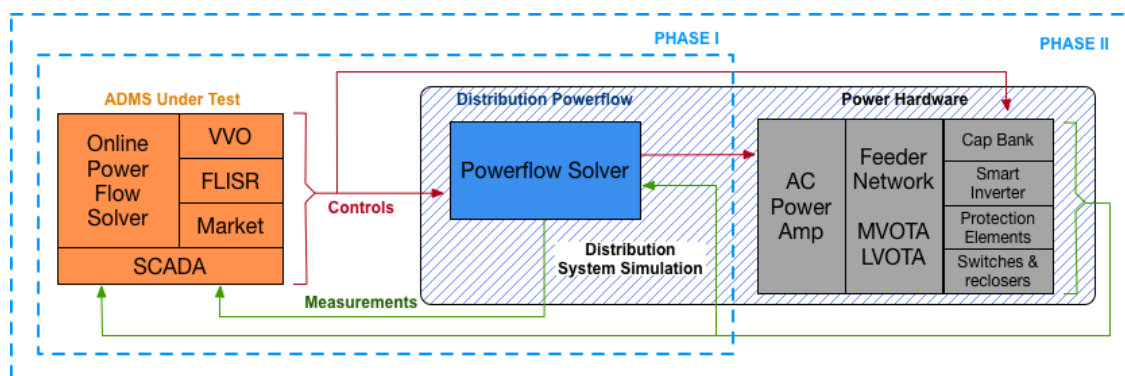 PHASE I
PHASE II
ADMS Under Test
Online
Power
Flow
Solver
VVO
FLISR
Market
SCADA
Controls
Measurements
Distribution Powerflow
Powerflow Solver
Distribution
System Simulation
Power Hardware
AC
Power
Amp
Feeder
Network
MVOTA
LVOTA
Cap Bank
Smart
Inverter
Protection
Elements
Switches &
reclosers